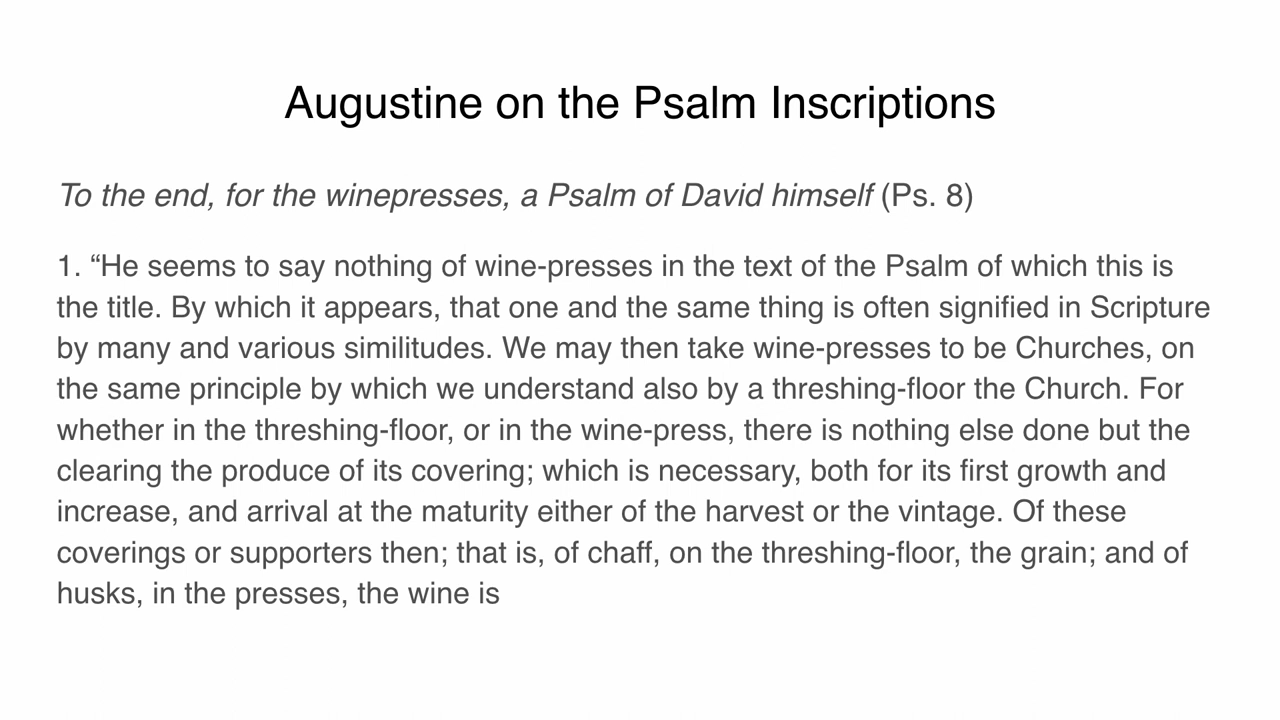 Augustine on the Psalm Inscriptions
To the end, for the winepresses, a Psalm of David himself (Ps. 8)
1. “He seems to say nothing of wine-presses in the text of the Psalm of which this is
the title. By which it appears, that one and the same thing is often signified in Scripture
by many and various similitudes. We may then take wine-presses to be Churches, on
the same principle by which we understand also by a threshing-floor the Church. For
whether in the threshing-floor, or in the wine-press, there is nothing else done but the
clearing the produce of its covering; which is necessary, both for its first growth and
increase, and arrival at the maturity either of the harvest or the vintage. Of these
coverings or supporters then; that is, of chaff, on the threshing-floor, the grain; and of
husks, in the presses, the wine is